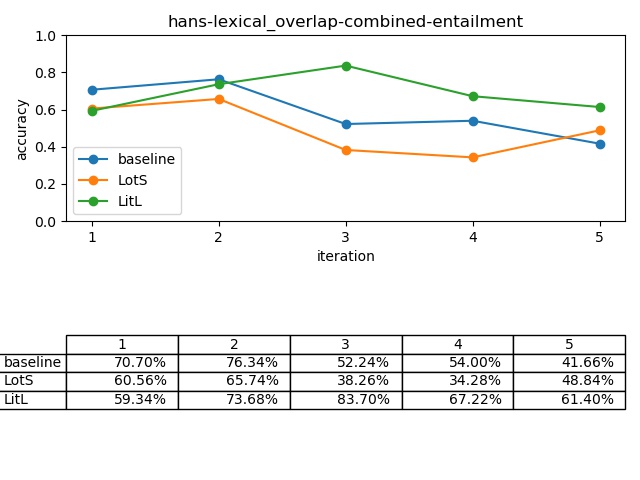 hans-lexical_overlap-combined-entailment
1.0
0.8
0.6
0.4
0.2
0.0
accuracy
baseline
LotS
LitL
1 2 3 4 5
iteration
1 2 3 4 5
baseline 70.70% 76.34% 52.24% 54.00% 41.66%
LotS 60.56% 65.74% 38.26% 34.28% 48.84%
LitL 59.34% 73.68% 83.70% 67.22% 61.40%